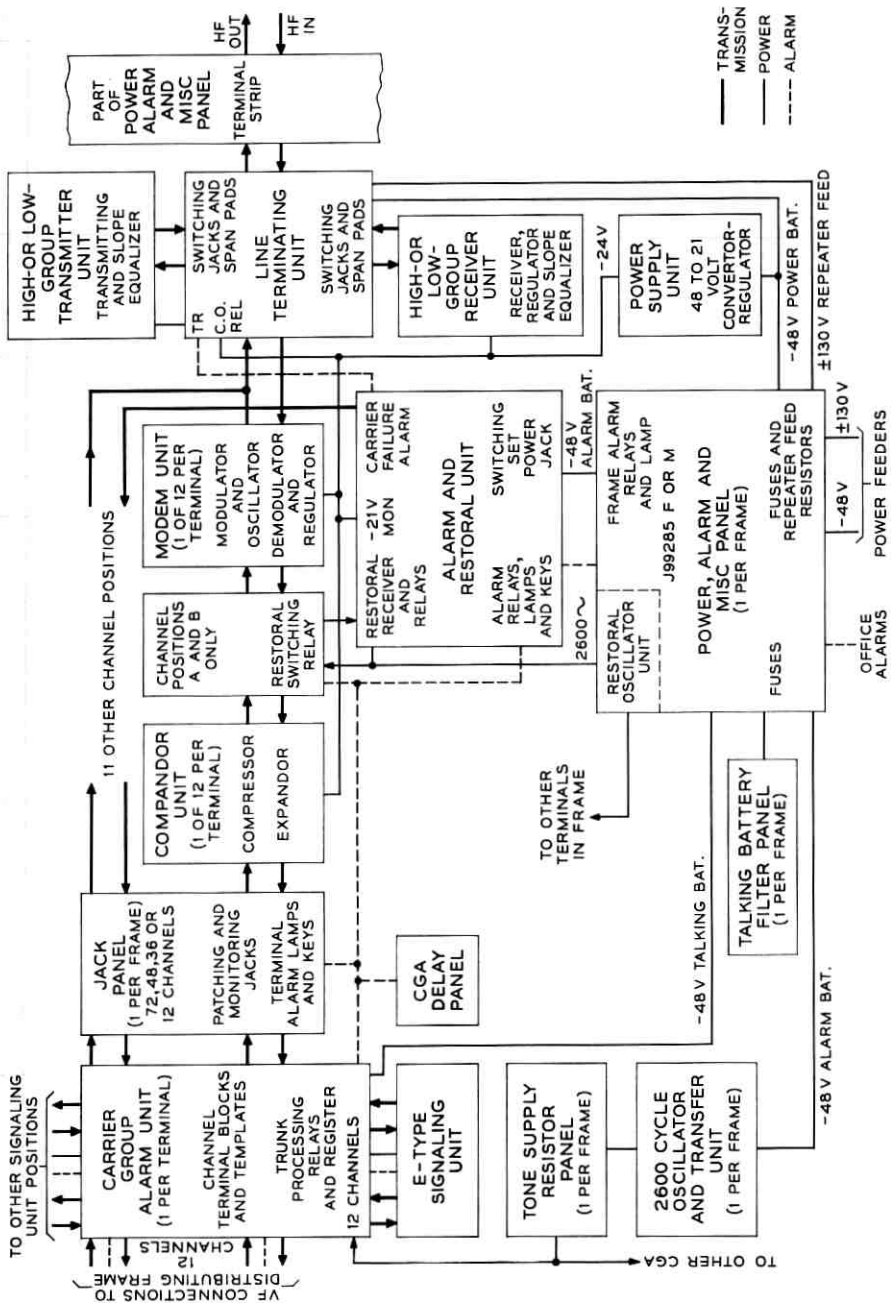 TO OTHER SIGNALING
UNIT POSITIONS
VF CONNECTIONS TO
DISTRIBUTING FRAME
12
CHANNELS
CARRIER
GROUP
ALARM UNIT
(1 PER TERMINAL)
CHANNEL
TERMINAL BLOCKS
AND TEMPLATES
TRUNK
PROCESSING
RELAYS
AND REGISTER
12 CHANNELS
JACK
PANEL
(1 PER FRAME)
72,48,36 OR
12 CHANNELS
PATCHING AND
MONITORING
JACKS
TERMINAL
ALARM LAMPS
AND KEYS
11 OTHER CHANNEL POSITIONS
COMPANDOR
UNIT
(1 OF 12 PER
TERMINAL)
COMPRESSOR
EXPANDOR
CHANNEL
POSITIONS
A AND B
ONLY
RESTORAL
SWITCHING
RELAY
MODEM UNIT
(1 OF 12 PER
TERMINAL)
MODULATOR
AND
OSCILLATOR
DEMODULATOR
AND
REGULATOR
HIGH-OR LOW-
GROUP
TRANSMITTER
UNIT
TRANSMITTING
AND SLOPE
EQUALIZER
TR
C.O.
REL
SWITCHING
JACKS AND
SPAN PADS
LINE
TERMINATING
UNIT
SWITCHING
JACKS AND
SPAN PADS
PART
OF
POWER
ALARM
AND
MISC
PANEL
TERMINAL
STRIP
HF
OUT
HF
IN
E-TYPE
SIGNALING
UNIT
CGA
DELAY
PANEL
RESTORAL
RECEIVER
AND
RELAYS
-21V
MON
CARRIER
FAILURE
ALARM
ALARM AND
RESTORAL UNIT
ALARM
RELAYS,
LAMPS
AND KEYS
SWITCHING
SET
POWER
JACK
HIGH-OR
LOW-
GROUP
RECEIVER
UNIT
RECEIVER,
REGULATOR
AND SLOPE
EQUALIZER
-24V
POWER
SUPPLY
UNIT
48 TO 21
VOLT
CONVERTOR-
REGULATOR
TONE SUPPLY
RESISTOR
PANEL
(1 PER FRAME)
2600 CYCLE
OSCILLATOR
AND TRANSFER
UNIT
(1 PER FRAME)
TO OTHER CGA
TO OTHER
TERMINALS
IN FRAME
-48V TALKING BAT.
TALKING BATTERY
FILTER PANEL
(1 PER FRAME)
-48V ALARM BAT.
2600~
-48V
ALARM BAT.
RESTORAL
OSCILLATOR
UNIT
FRAME ALARM
RELAYS
AND LAMP
J99285 F OR M
POWER, ALARM AND
MISC PANEL
(1 PER FRAME)
FUSES
FUSES AND
REPEATER FEED
RESISTORS
-48V POWER BAT.
±130V REPEATER FEED
OFFICE
ALARMS
-48V
±130V
POWER FEEDERS
TRANS-
MISSION
POWER
ALARM